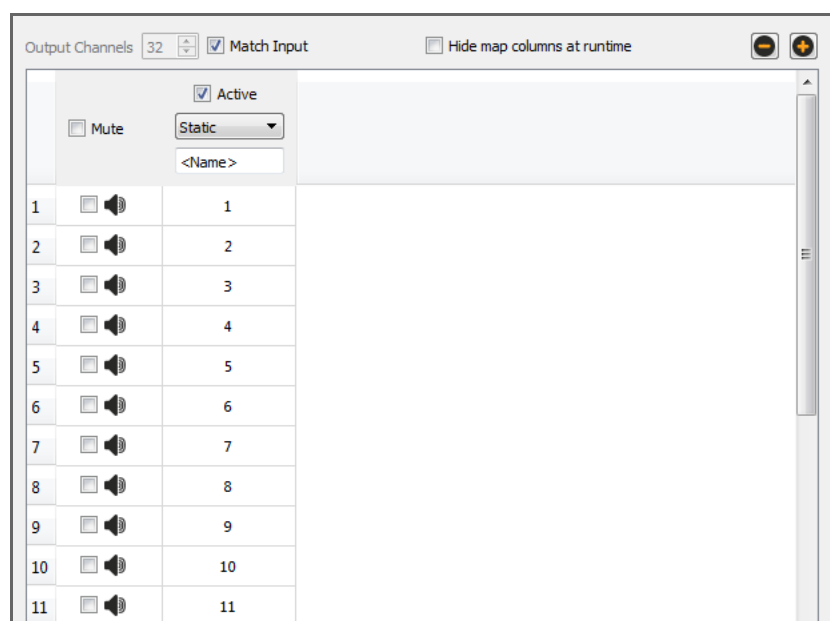 Output Channels 32 Match Input Hide map columns at runtime
Active
Mute Static
<Name>
1 1
2 2
3 3
4 4
5 5
6 6
7 7
8 8
9 9
10 10
11 11